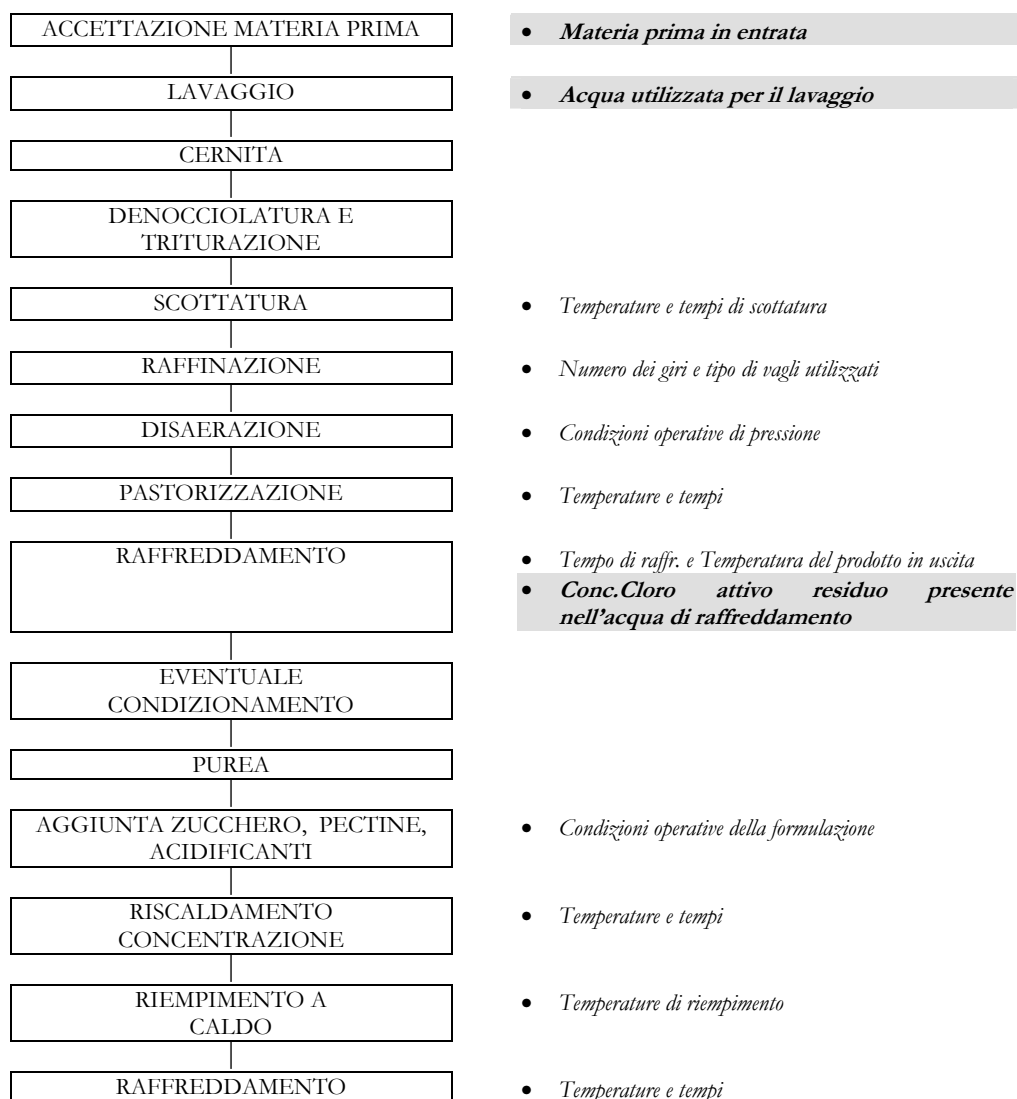 ACCETTAZIONE MATERIA PRIMA
• Materia prima in entrata
LAVAGGIO
• Acqua utilizzata per il lavaggio
CERNITA
DENOCCIOLATURA E
TRITURAZIONE
SCOTTATURA
• Temperature e tempi di scottatura
RAFFINAZIONE
• Numero dei giri e tipo di vagli utilizzati
DISAERAZIONE
• Condizioni operative di pressione
PASTORIZZAZIONE
• Temperature e tempi
RAFFREDDAMENTO
• Tempo di raffr. e Temperatura del prodotto in uscita
• Conc.Cloro attivo residuo presente
nell'acqua di raffreddamento
EVENTUALE
CONDIZIONAMENTO
PUREA
AGGIUNTA ZUCCHERO, PECTINE,
ACIDIFICANTI
• Condizioni operative della formulazione
RISCALDAMENTO
CONCENTRAZIONE
• Temperature e tempi
RIEMPIMENTO A
CALDO
• Temperature di riempimento
RAFFREDDAMENTO
• Temperature e tempi